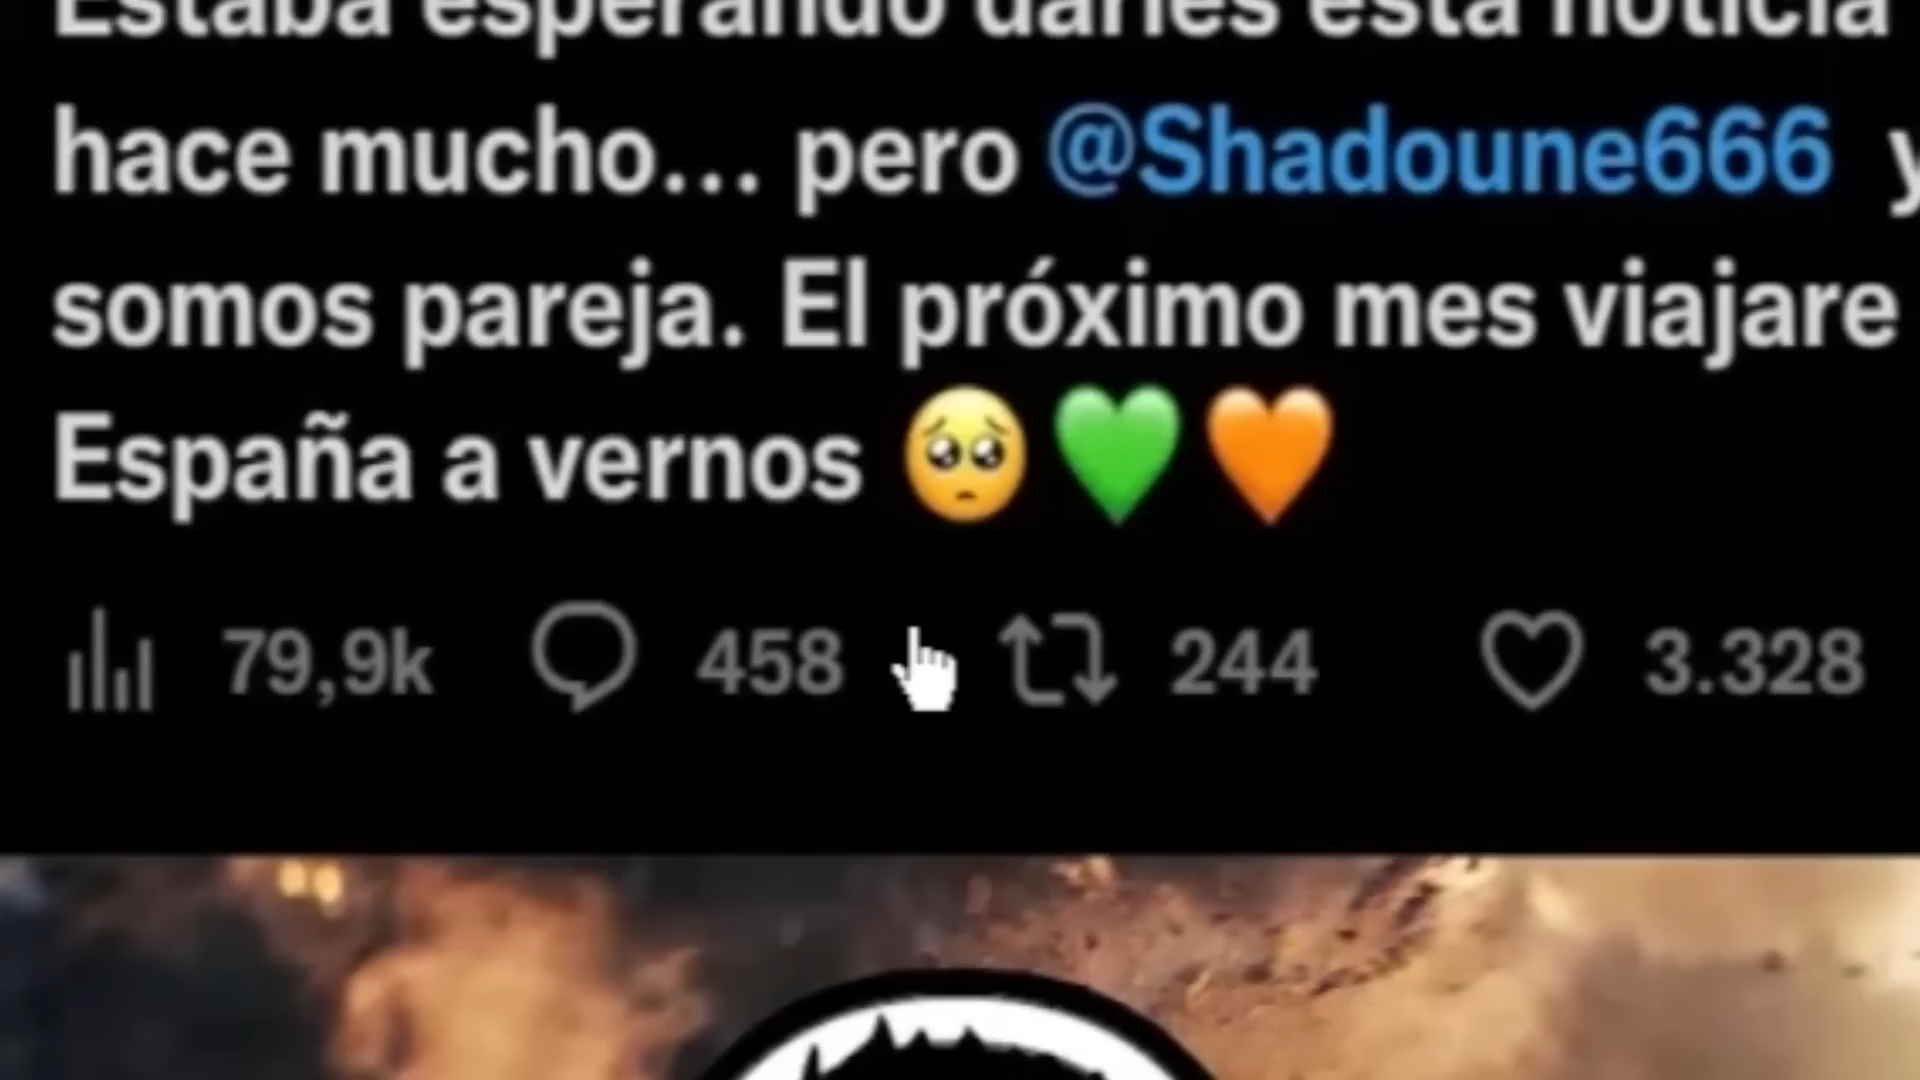 Estaba esperando darles esta noticia
hace mucho... pero @Shadoune666 y
somos pareja. El próximo mes viajare
España a vernos 🥺💚🧡
79,9k 458 244 3.328